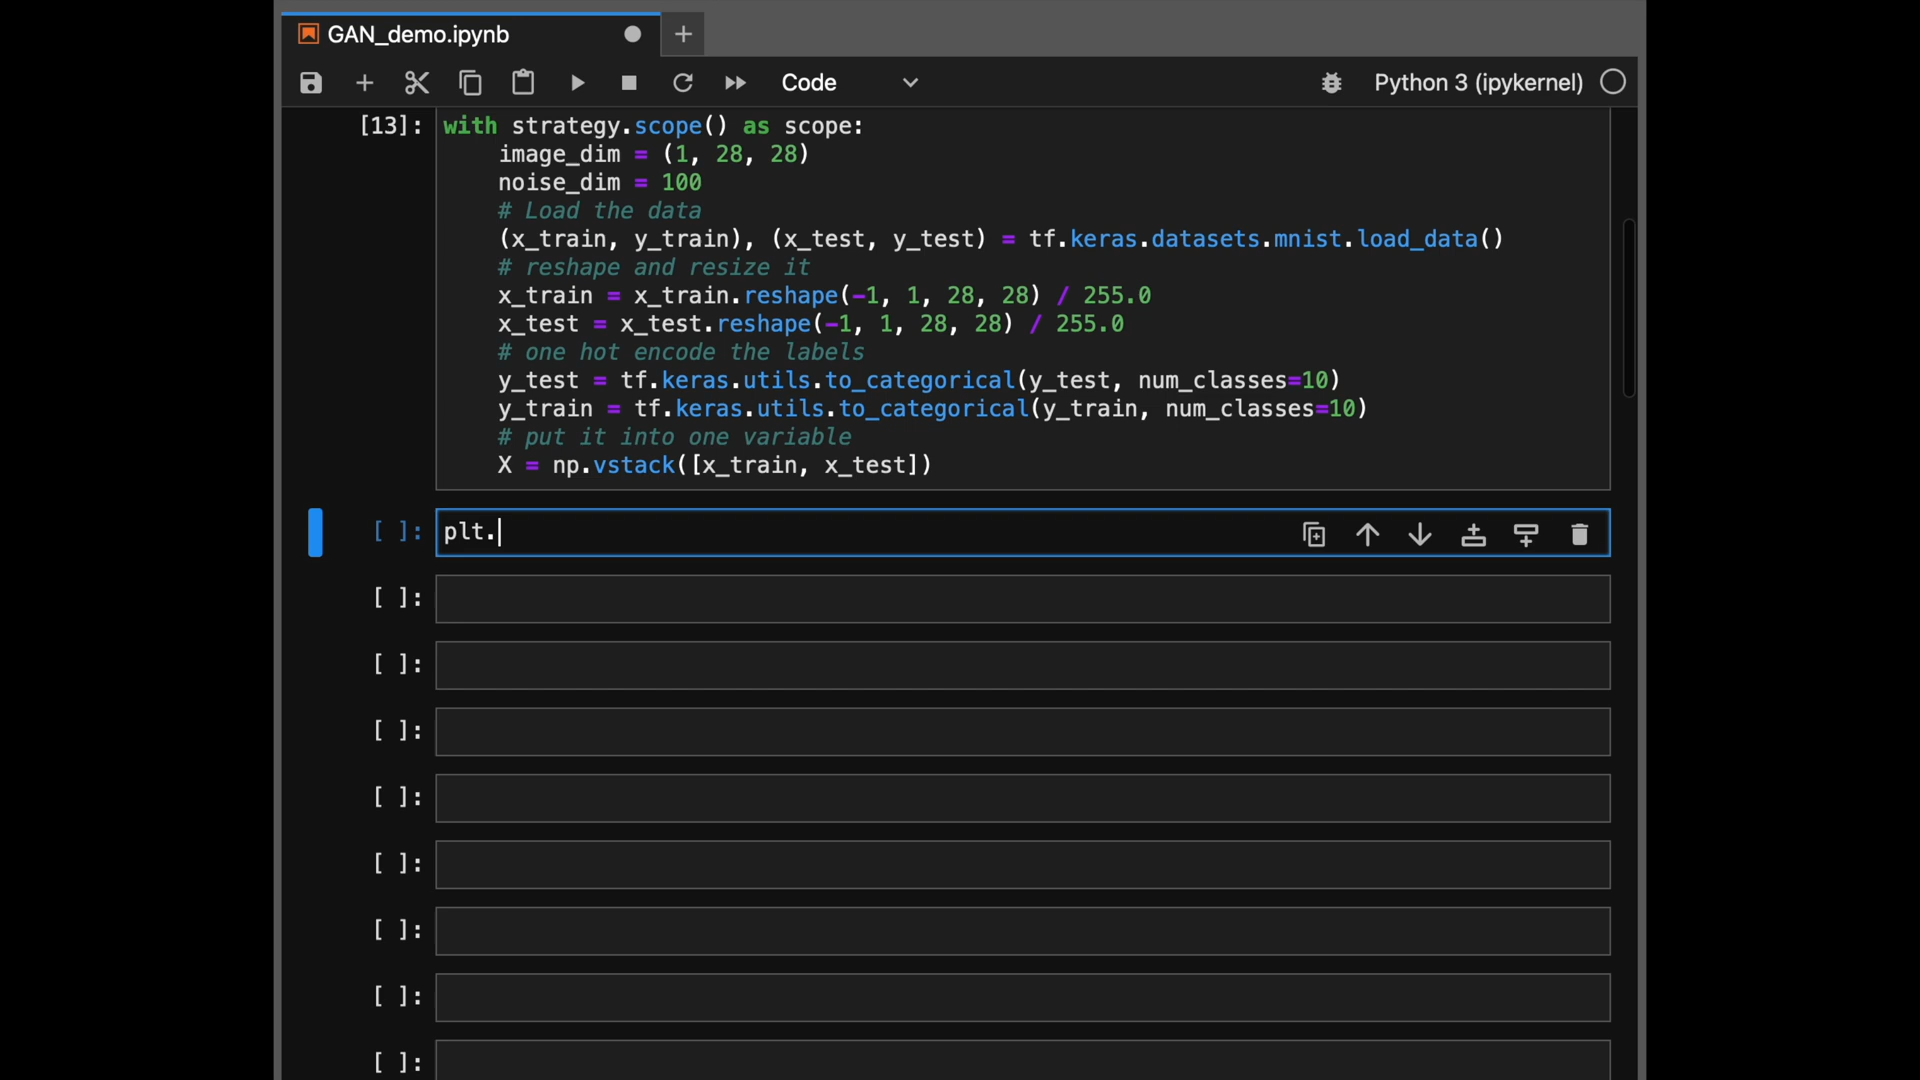 GAN_demo.ipynb
Code
Python 3 (ipykernel)
[13]:
with strategy.scope() as scope:
    image_dim = (1, 28, 28)
    noise_dim = 100
    # Load the data
    (x_train, y_train), (x_test, y_test) = tf.keras.datasets.mnist.load_data()
    # reshape and resize it
    x_train = x_train.reshape(-1, 1, 28, 28) / 255.0
    x_test = x_test.reshape(-1, 1, 28, 28) / 255.0
    # one hot encode the labels
    y_test = tf.keras.utils.to_categorical(y_test, num_classes=10)
    y_train = tf.keras.utils.to_categorical(y_train, num_classes=10)
    # put it into one variable
    X = np.vstack([x_train, x_test])
[ ]: plt.
[ ]:
[ ]:
[ ]:
[ ]:
[ ]:
[ ]:
[ ]:
[ ]: